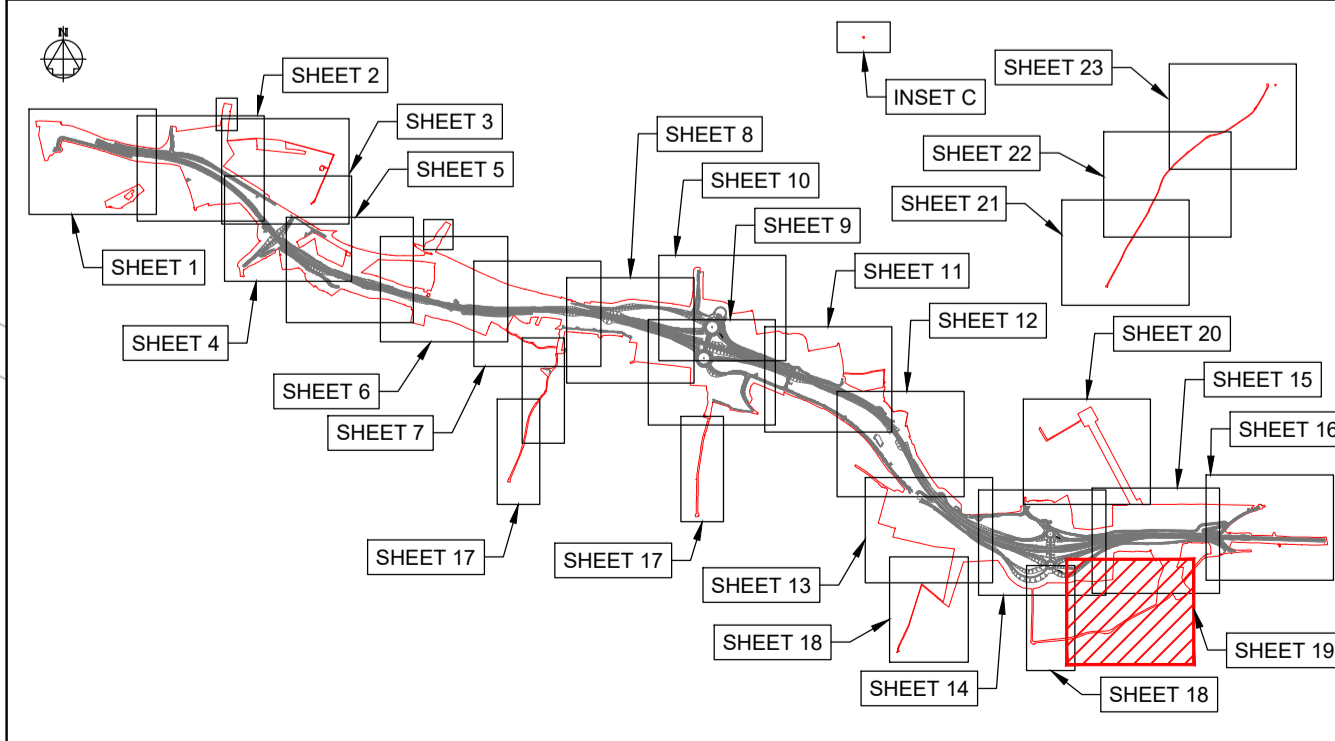 N
SHEET 2
SHEET 3
SHEET 5
SHEET 8
SHEET 10
SHEET 9
INSET C
SHEET 23
SHEET 22
SHEET 21
SHEET 1
SHEET 4
SHEET 6
SHEET 7
SHEET 11
SHEET 12
SHEET 20
SHEET 15
SHEET 16
SHEET 17
SHEET 17
SHEET 13
SHEET 18
SHEET 14
SHEET 18
SHEET 19